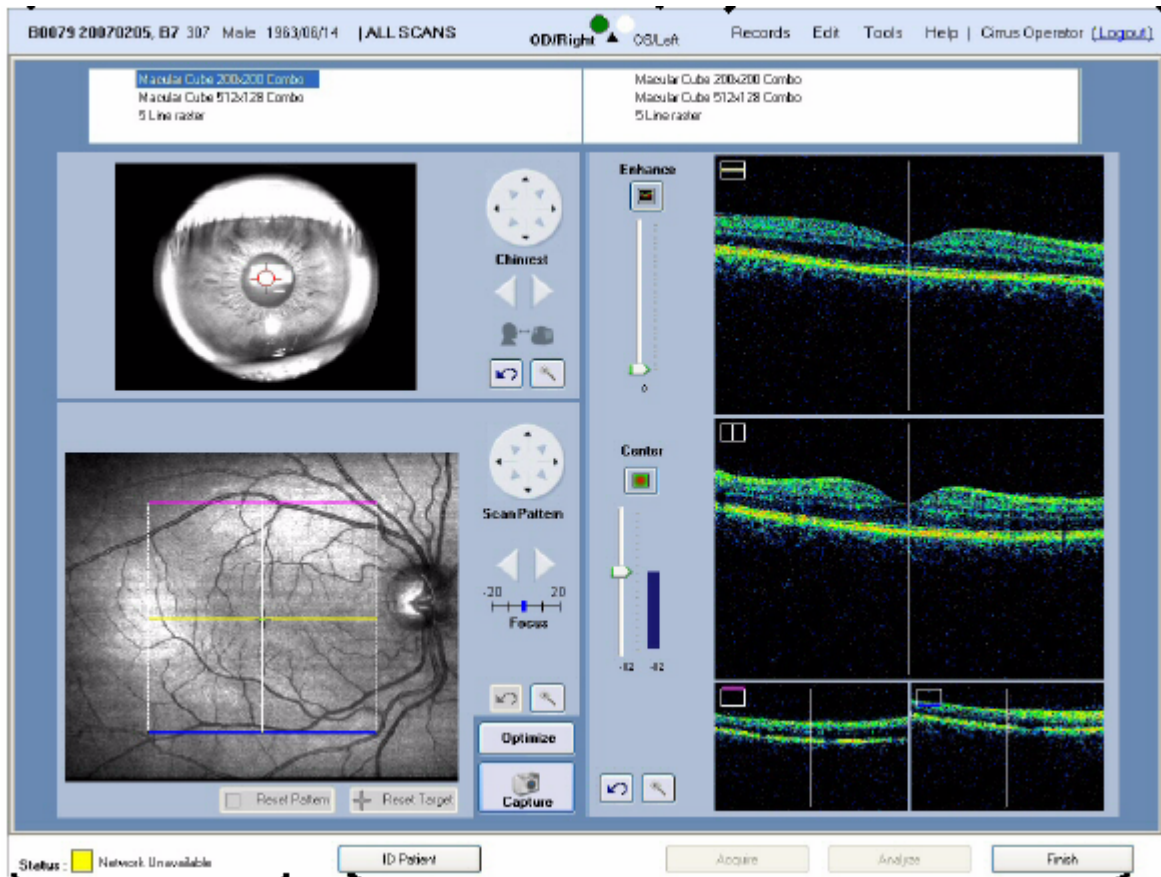 B0079 20070205, B7 307 Male 1963/06/14 | ALL SCANS OD/Right OS/Left Records Edit Tools Help | Cirrus Operator (Logout)
Macular Cube 200x200 Combo Macular Cube 200x200 Combo
Macular Cube 512x128 Combo Macular Cube 512x128 Combo
5 Line raster 5 Line raster
Enhance
Chinrest
0
Center
Scan Pattern
-20 20
Focus
Optimize
Capture
Reset Pattern Reset Target
Status : Network Unavailable ID Patient Acquire Analyze Finish